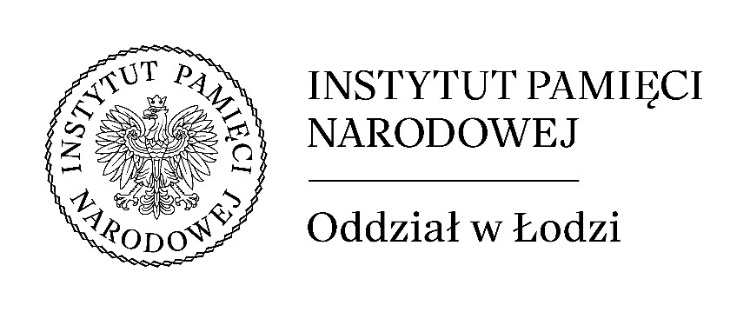 INSTYTUT PAMIĘCI
NARODOWEJ
INSTYTUT PAMIĘCI
NARODOWEJ
Oddział w Łodzi